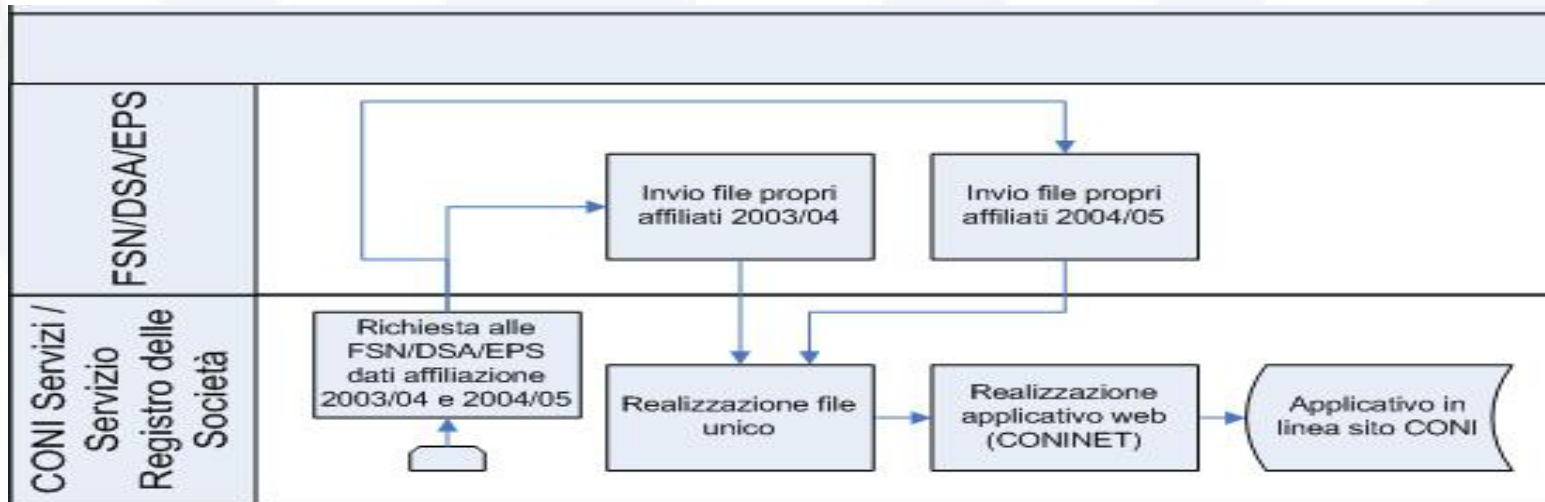 FSN/DSA/EPS
Invio file propri
affiliati 2003/04
Invio file propri
affiliati 2004/05
CONI Servizi /
Servizio
Registro delle
Società
Richiesta alle
FSN/DSA/EPS
dati affiliazione
2003/04 e 2004/05
Realizzazione file
unico
Realizzazione
applicativo web
(CONINET)
Applicativo in
linea sito CONI